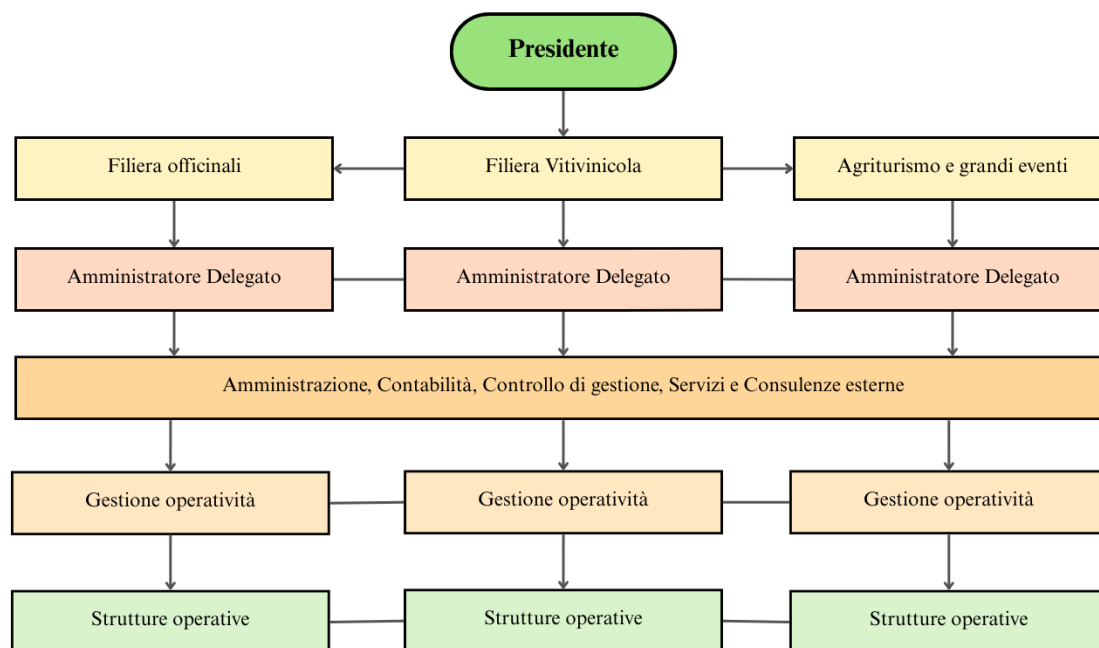 Presidente
Filiera officinali
Filiera Vitivinicola
Agriturismo e grandi eventi
Amministratore Delegato
Amministratore Delegato
Amministratore Delegato
Amministrazione, Contabilità, Controllo di gestione, Servizi e Consulenze esterne
Gestione operatività
Gestione operatività
Gestione operatività
Strutture operative
Strutture operative
Strutture operative